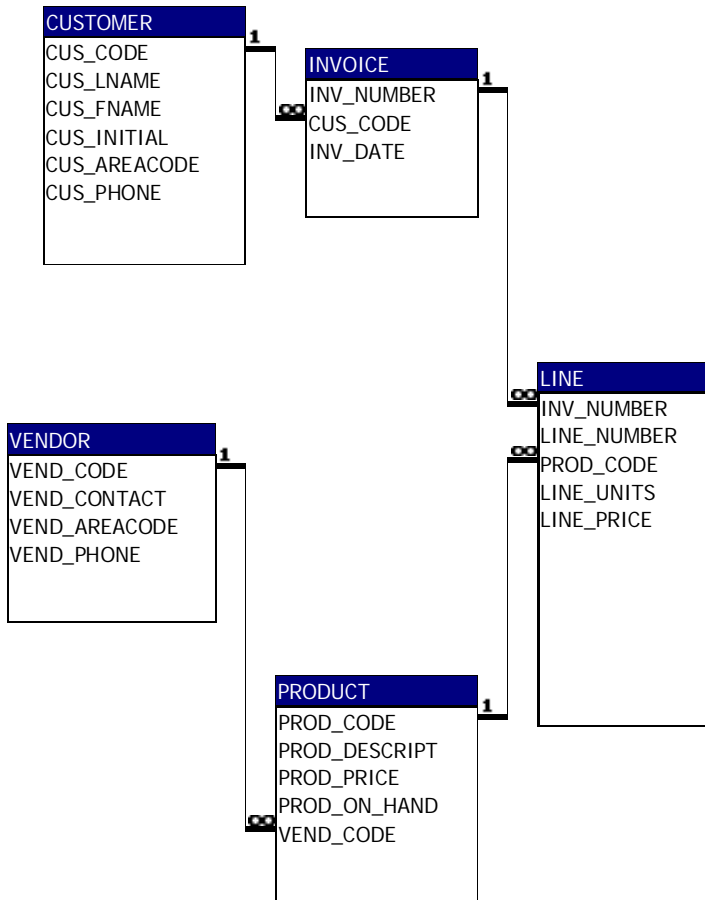 CUSTOMER
CUS_CODE
CUS_LNAME
CUS_FNAME
CUS_INITIAL
CUS_AREACODE
CUS_PHONE
1
∞
INVOICE
INV_NUMBER
CUS_CODE
INV_DATE
1
∞
LINE
INV_NUMBER
LINE_NUMBER
PROD_CODE
LINE_UNITS
LINE_PRICE
∞
VENDOR
VEND_CODE
VEND_CONTACT
VEND_AREACODE
VEND_PHONE
1
∞
PRODUCT
PROD_CODE
PROD_DESCRIPT
PROD_PRICE
PROD_ON_HAND
VEND_CODE
1